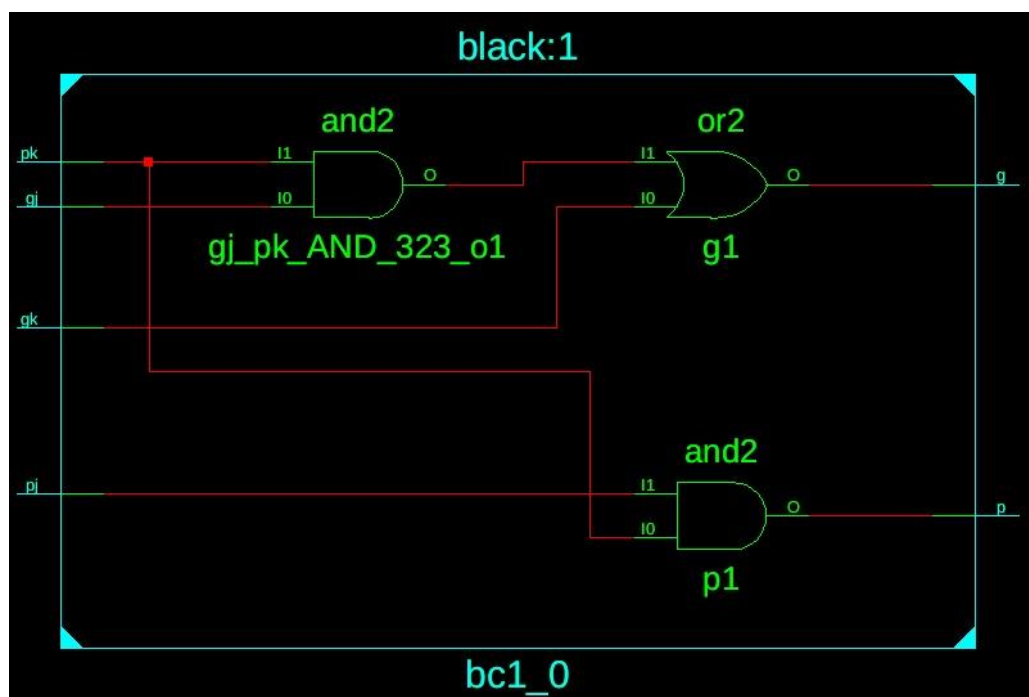 black:1
and2
or2
pk
I1
O
I1
O
g
gj
I0
I0
gj_pk_AND_323_o1
g1
gk
and2
pj
I1
O
p
I0
p1
bc1_0